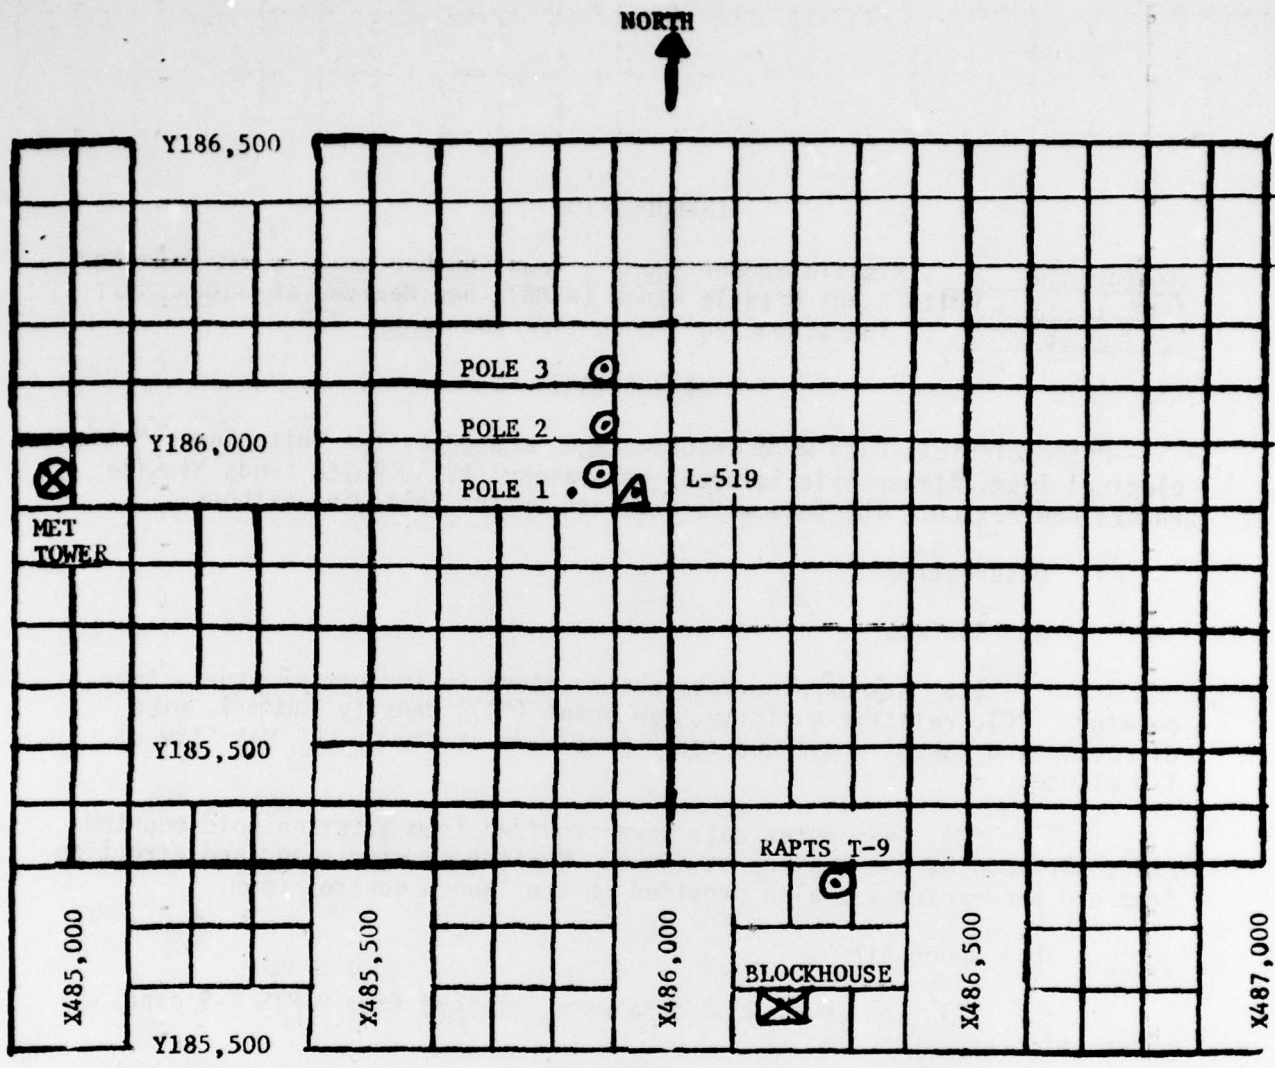 NORTH
Y186,500
POLE 3
POLE 2
Y186,000
POLE 1
L-519
MET
TOWER
Y185,500
RAPTS T-9
X485,000
X485,500
X486,000
X486,500
X487,000
BLOCKHOUSE
Y185,500